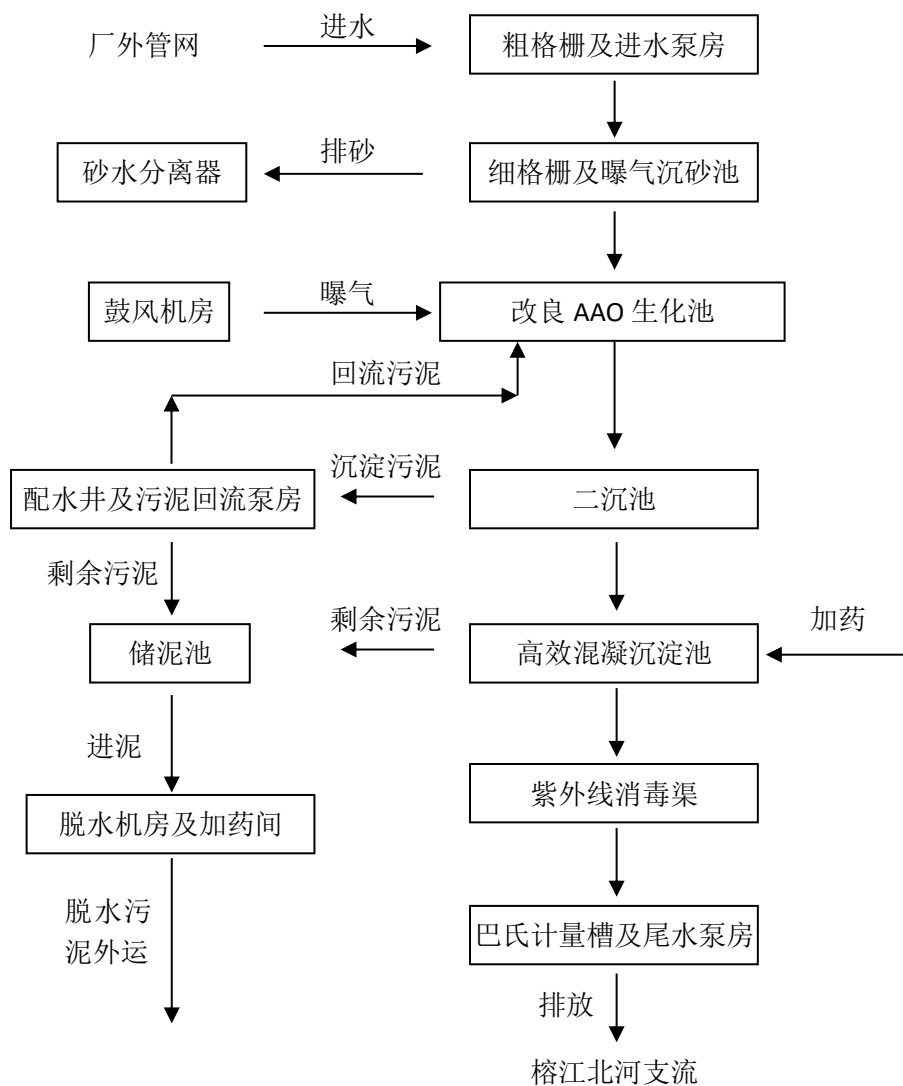 进水
厂外管网
粗格栅及进水泵房
排砂
砂水分离器
细格栅及曝气沉砂池
鼓风机房
曝气
改良 AAO 生化池
回流污泥
沉淀污泥
配水井及污泥回流泵房
二沉池
剩余污泥
剩余污泥
加药
储泥池
高效混凝沉淀池
进泥
紫外线消毒渠
脱水机房及加药间
脱水污
泥外运
巴氏计量槽及尾水泵房
排放
榕江北河支流